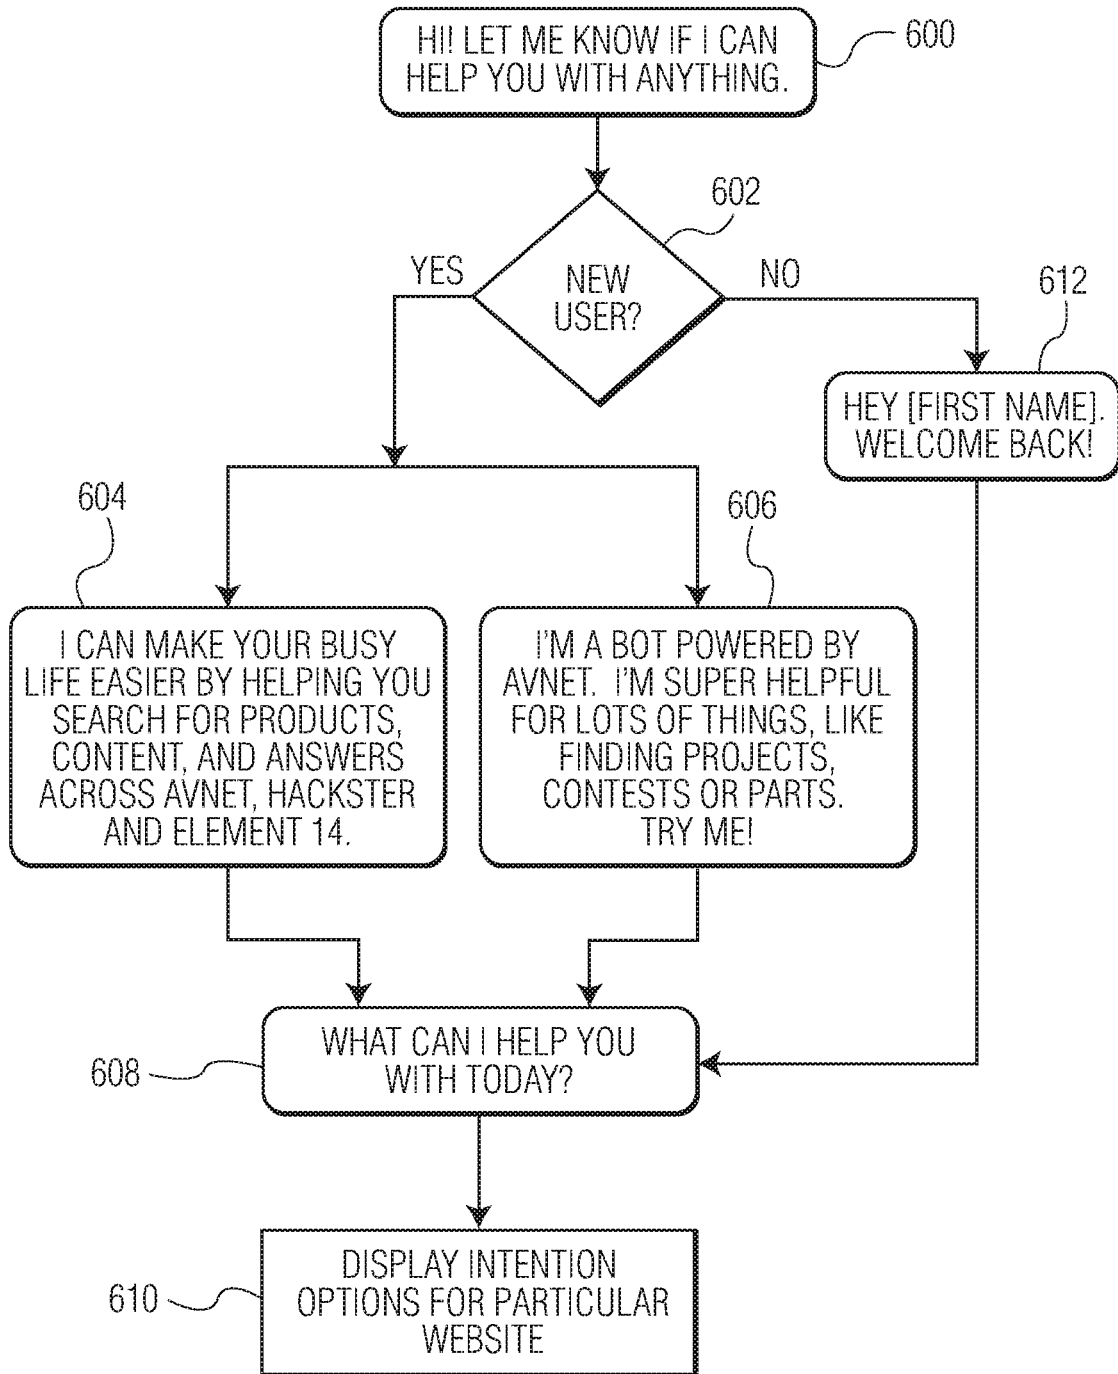 HI! LET ME KNOW IF I CAN
HELP YOU WITH ANYTHING.
600
602
NEW
USER?
YES
NO
612
HEY [FIRST NAME].
WELCOME BACK!
604
I CAN MAKE YOUR BUSY
LIFE EASIER BY HELPING YOU
SEARCH FOR PRODUCTS,
CONTENT, AND ANSWERS
ACROSS AVNET, HACKSTER
AND ELEMENT 14.
606
I'M A BOT POWERED BY
AVNET. I'M SUPER HELPFUL
FOR LOTS OF THINGS, LIKE
FINDING PROJECTS,
CONTESTS OR PARTS.
TRY ME!
608
WHAT CAN I HELP YOU
WITH TODAY?
610
DISPLAY INTENTION
OPTIONS FOR PARTICULAR
WEBSITE